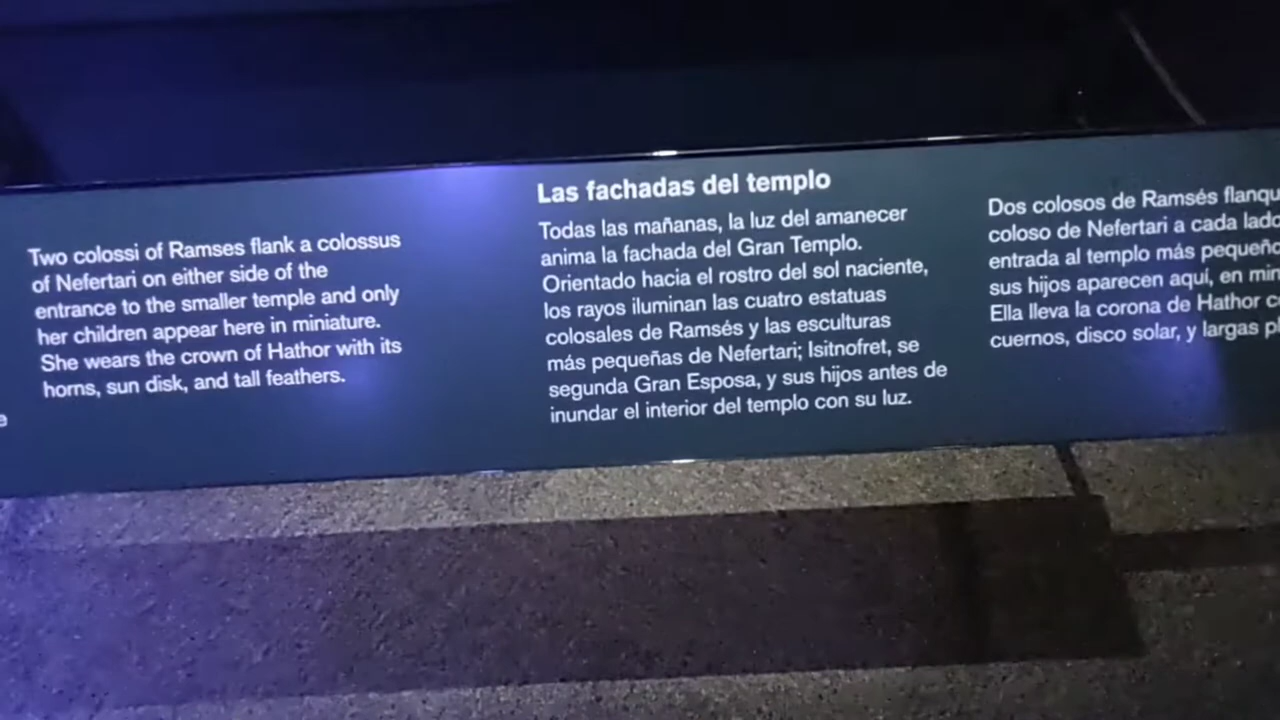 Two colossi of Ramses flank a colossus
of Nefertari on either side of the
entrance to the smaller temple and only
her children appear here in miniature.
She wears the crown of Hathor with its
horns, sun disk, and tall feathers.
Las fachadas del templo
Todas las mañanas, la luz del amanecer
anima la fachada del Gran Templo.
Orientado hacia el rostro del sol naciente,
los rayos iluminan las cuatro estatuas
colosales de Ramsés y las esculturas
más pequeñas de Nefertari; Isitnofret, se
segunda Gran Esposa, y sus hijos antes de
inundar el interior del templo con su luz.
Dos colosos de Ramsés
coloso de Nefertari a cada
entrada al templo más
sus hijos aparecen aquí, en
Ella lleva la corona de Hathor
cuernos, disco solar, y largas